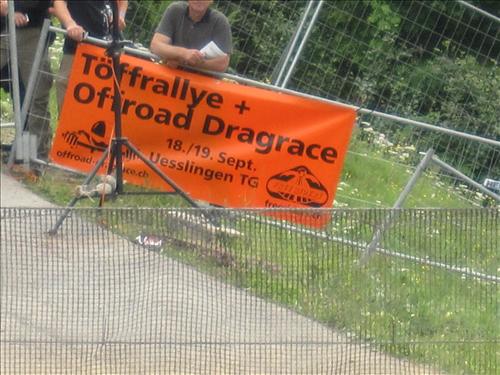 Töffrallye +
Offroad Dragrace
18./19. Sept.
Uesslingen TG